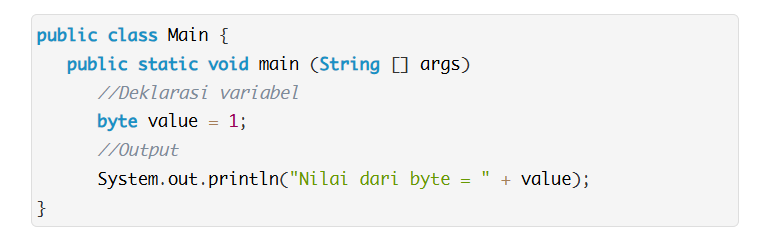 public class Main {
public static void main (String [] args)
//Deklarasi variabel
byte value = 1;
//Output
System.out.println("Nilai dari byte = " + value);
}